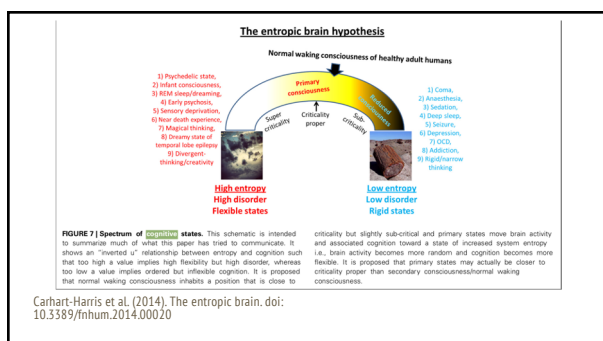 The entropic brain hypothesis
Normal waking consciousness of healthy adult humans
1) Psychedelic state,
2) Infant consciousness,
3) REM sleep/dreaming,
4) Early psychosis,
5) Sensory deprivation,
6) Near death experience,
7) Magical thinking,
8) Dreamy state of
temporal lobe epilepsy
9) Divergent-
thinking/creativity
Primary
consciousness
Reduced
consciousness
Super
criticality
Criticality
proper
Sub-
criticality
1) Coma,
2) Anaesthesia,
3) Sedation,
4) Deep sleep,
5) Seizure,
6) Depression,
7) OCD,
8) Addiction,
9) Rigid/narrow
thinking
High entropy
High disorder
Flexible states
Low entropy
Low disorder
Rigid states
FIGURE 7 | Spectrum of cognitive states. This schematic is intended
to summarize much of what this paper has tried to communicate. It
shows an “inverted u” relationship between entropy and cognition such
that too high a value implies high flexibility but high disorder, whereas
too low a value implies ordered but inflexible cognition. It is proposed
that normal waking consciousness inhabits a position that is close to
criticality but slightly sub-critical and primary states move brain activity
and associated cognition toward a state of increased system entropy
i.e., brain activity becomes more random and cognition becomes more
flexible. It is proposed that primary states may actually be closer to
criticality proper than secondary consciousness/normal waking
consciousness.
Carhart-Harris et al. (2014). The entropic brain. doi:
10.3389/fnhum.2014.00020